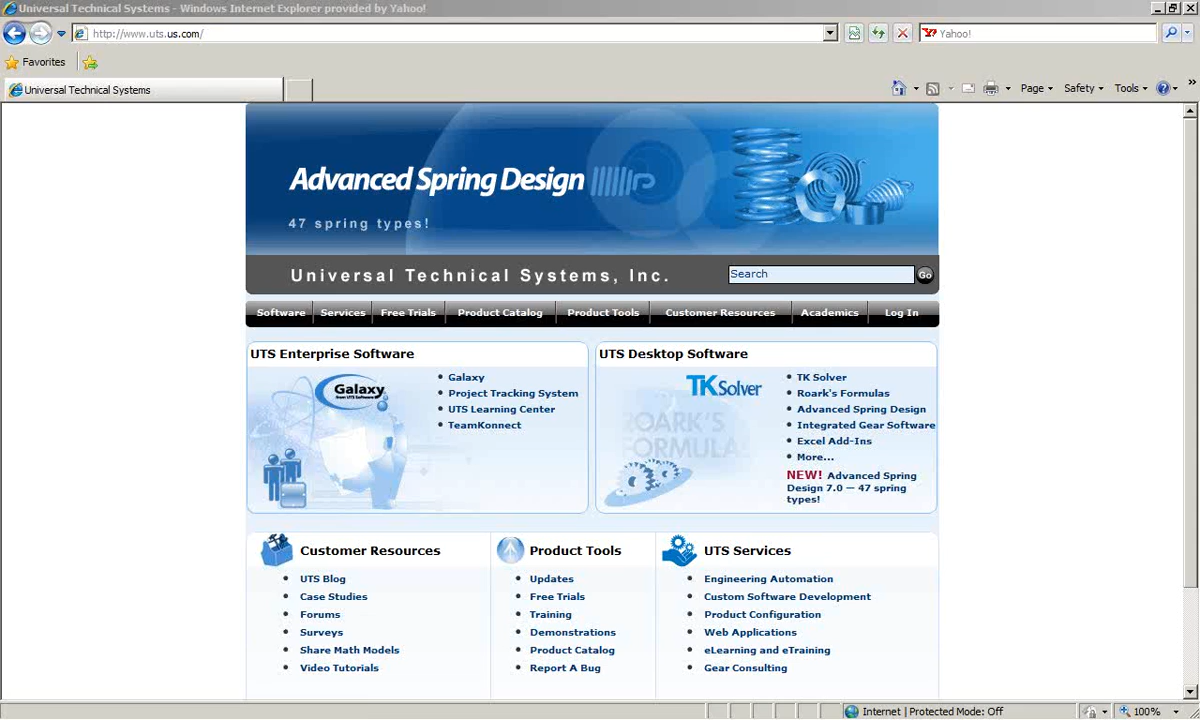 Universal Technical Systems - Windows Internet Explorer provided by Yahoo!
http://www.uts.us.com/
Yahoo!
Favorites
Universal Technical Systems
Page
Safety
Tools
Advanced Spring Design
47 spring types!
Universal Technical Systems, Inc.
Search
Go
Software Services Free Trials Product Catalog Product Tools Customer Resources Academics Log In
UTS Enterprise Software
Galaxy
Galaxy
Project Tracking System
UTS Learning Center
TeamKonnect
UTS Desktop Software
TK Solver
ROARK'S
FORMULAS
TK Solver
Roark's Formulas
Advanced Spring Design
Integrated Gear Software
Excel Add-Ins
More...
NEW! Advanced Spring
Design 7.0 — 47 spring
types!
Customer Resources
UTS Blog
Case Studies
Forums
Surveys
Share Math Models
Video Tutorials
Product Tools
Updates
Free Trials
Training
Demonstrations
Product Catalog
Report A Bug
UTS Services
Engineering Automation
Custom Software Development
Product Configuration
Web Applications
eLearning and eTraining
Gear Consulting
Internet | Protected Mode: Off
100%